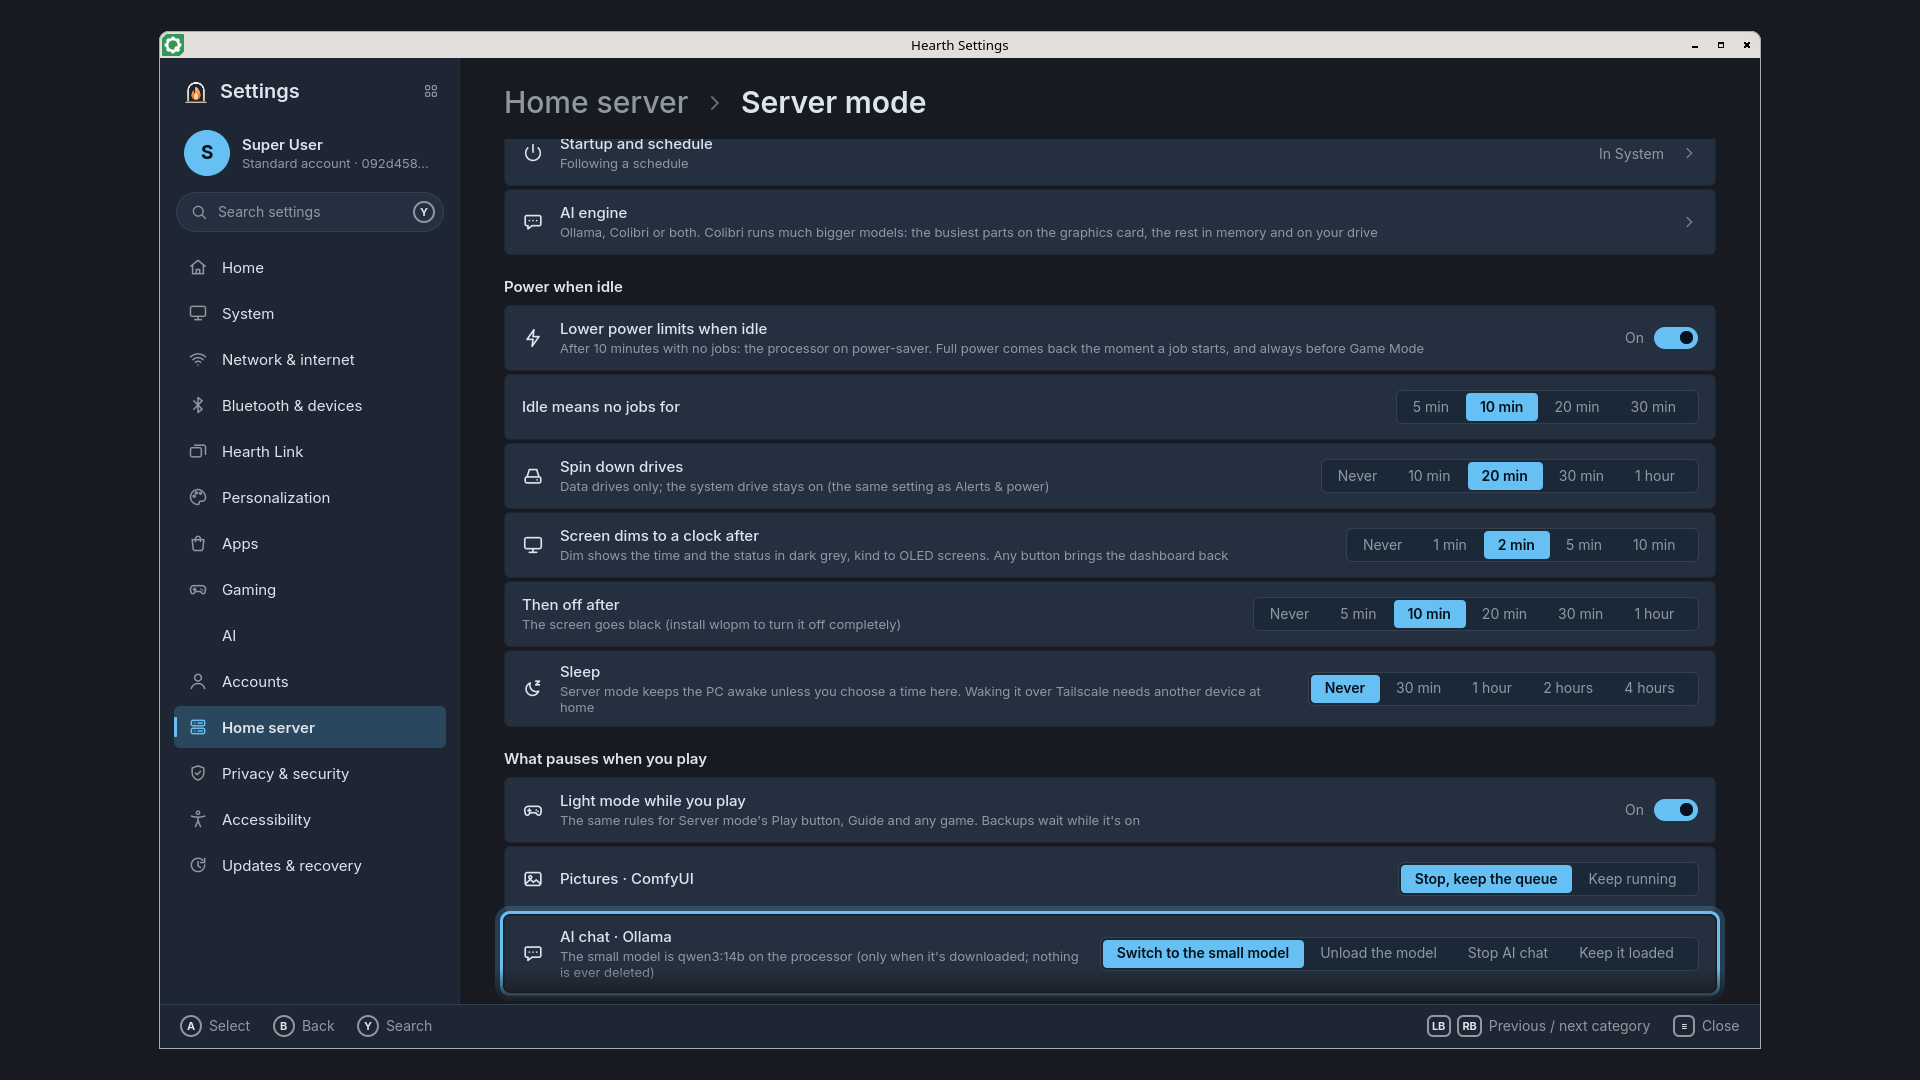 Hearth Settings
Settings
S
Super User
Standard account · 092d458...
Search settings
Y
Home
System
Network & internet
Bluetooth & devices
Hearth Link
Personalization
Apps
Gaming
AI
Accounts
Home server
Privacy & security
Accessibility
Updates & recovery
Home server > Server mode
Startup and schedule
Following a schedule
In System
AI engine
Ollama, Colibri or both. Colibri runs much bigger models: the busiest parts on the graphics card, the rest in memory and on your drive
Power when idle
Lower power limits when idle
After 10 minutes with no jobs: the processor on power-saver. Full power comes back the moment a job starts, and always before Game Mode
On
Idle means no jobs for
5 min 10 min 20 min 30 min
Spin down drives
Data drives only; the system drive stays on (the same setting as Alerts & power)
Never 10 min 20 min 30 min 1 hour
Screen dims to a clock after
Dim shows the time and the status in dark grey, kind to OLED screens. Any button brings the dashboard back
Never 1 min 2 min 5 min 10 min
Then off after
The screen goes black (install wlopm to turn it off completely)
Never 5 min 10 min 20 min 30 min 1 hour
Sleep
Server mode keeps the PC awake unless you choose a time here. Waking it over Tailscale needs another device at
home
Never 30 min 1 hour 2 hours 4 hours
What pauses when you play
Light mode while you play
The same rules for Server mode's Play button, Guide and any game. Backups wait while it's on
On
Pictures · ComfyUI
Stop, keep the queue Keep running
AI chat · Ollama
The small model is qwen3:14b on the processor (only when it's downloaded; nothing
is ever deleted)
Switch to the small model Unload the model Stop AI chat Keep it loaded
A Select B Back Y Search
LB RB Previous / next category Close